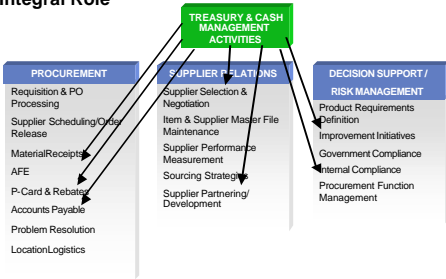 Integral Role
TREASURY & CASH
MANAGEMENT
ACTIVITIES
PROCUREMENT
Requisition & PO
Processing
Supplier Scheduling/Order
Release
MaterialReceipts
AFE
P-Card & Rebates
Accounts Payable
Problem Resolution
LocationLogistics
SUPPLIER RELATIONS
Supplier Selection &
Negotiation
Item & Supplier Master File
Maintenance
Supplier Performance
Measurement
Sourcing Strategies
Supplier Partnering/
Development
DECISION SUPPORT /
RISK MANAGEMENT
Product Requirements
Definition
Improvement Initiatives
Government Compliance
Internal Compliance
Procurement Function
Management